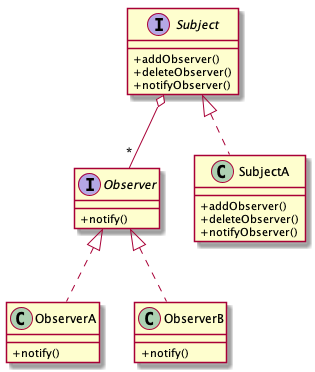 I Subject
+addObserver()
+deleteObserver()
+notifyObserver()
*
I Observer
+notify()
C SubjectA
+addObserver()
+deleteObserver()
+notifyObserver()
C ObserverA
+notify()
C ObserverB
+notify()